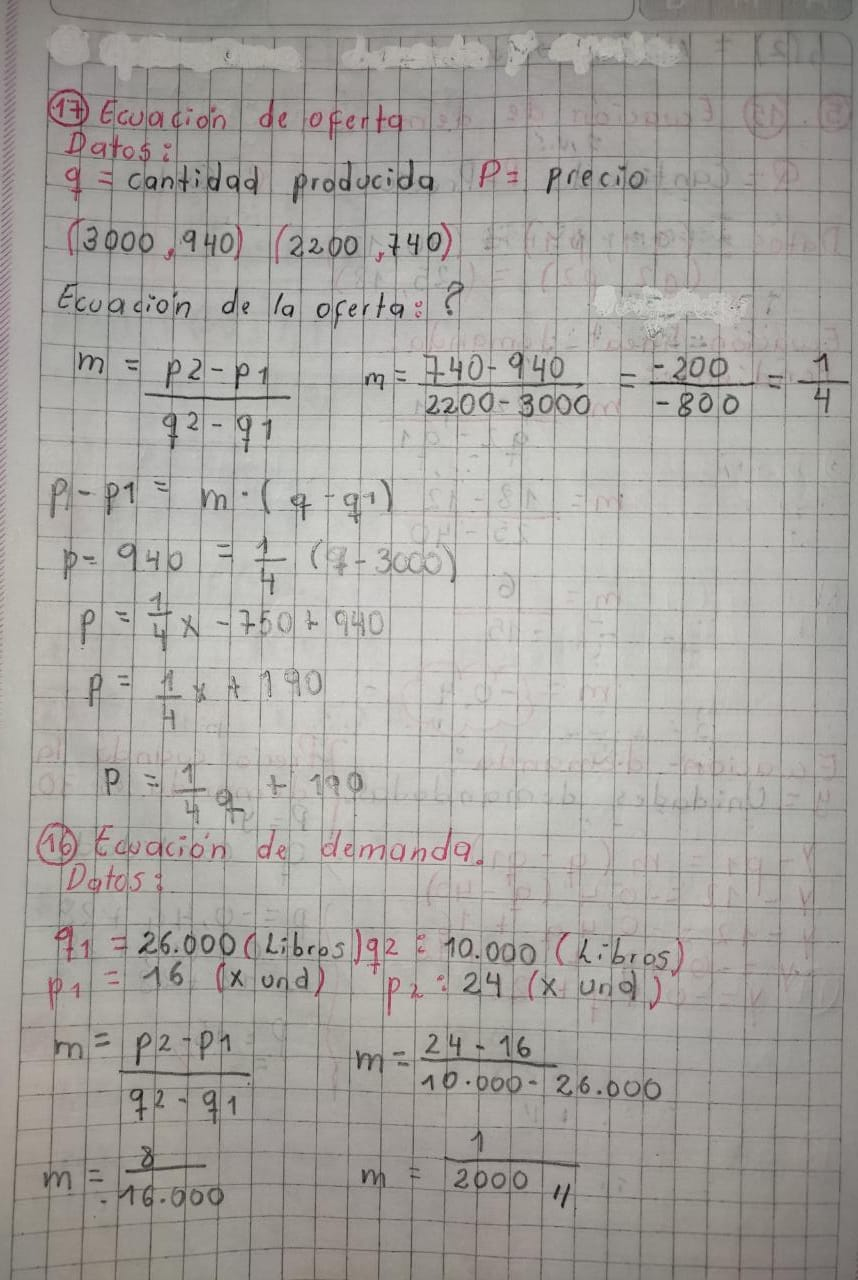 17 Ecuación de oferta
Datos:
q = cantidad producida P = precio
(3000, 940) (2200, 740)
Ecuación de la oferta: ?
m = p2 - p1 / q2 - q1 m = 740 - 940 / 2200 - 3000 = -200 / -800 = 1/4
p - p1 = m · (q - q1)
p - 940 = 1/4 (q - 3000)
p = 1/4 x - 750 + 940
p = 1/4 x + 190
p = 1/4 q + 190
16 Ecuación de demanda.
Datos:
q1 = 26.000 (Libros) q2 = 10.000 (Libros)
p1 = 16 (x und) p2 : 24 (x und)
m = p2 - p1 / q2 - q1 m = 24 - 16 / 10.000 - 26.000
m = 8 / -16.000 m = 1 / 2000 //